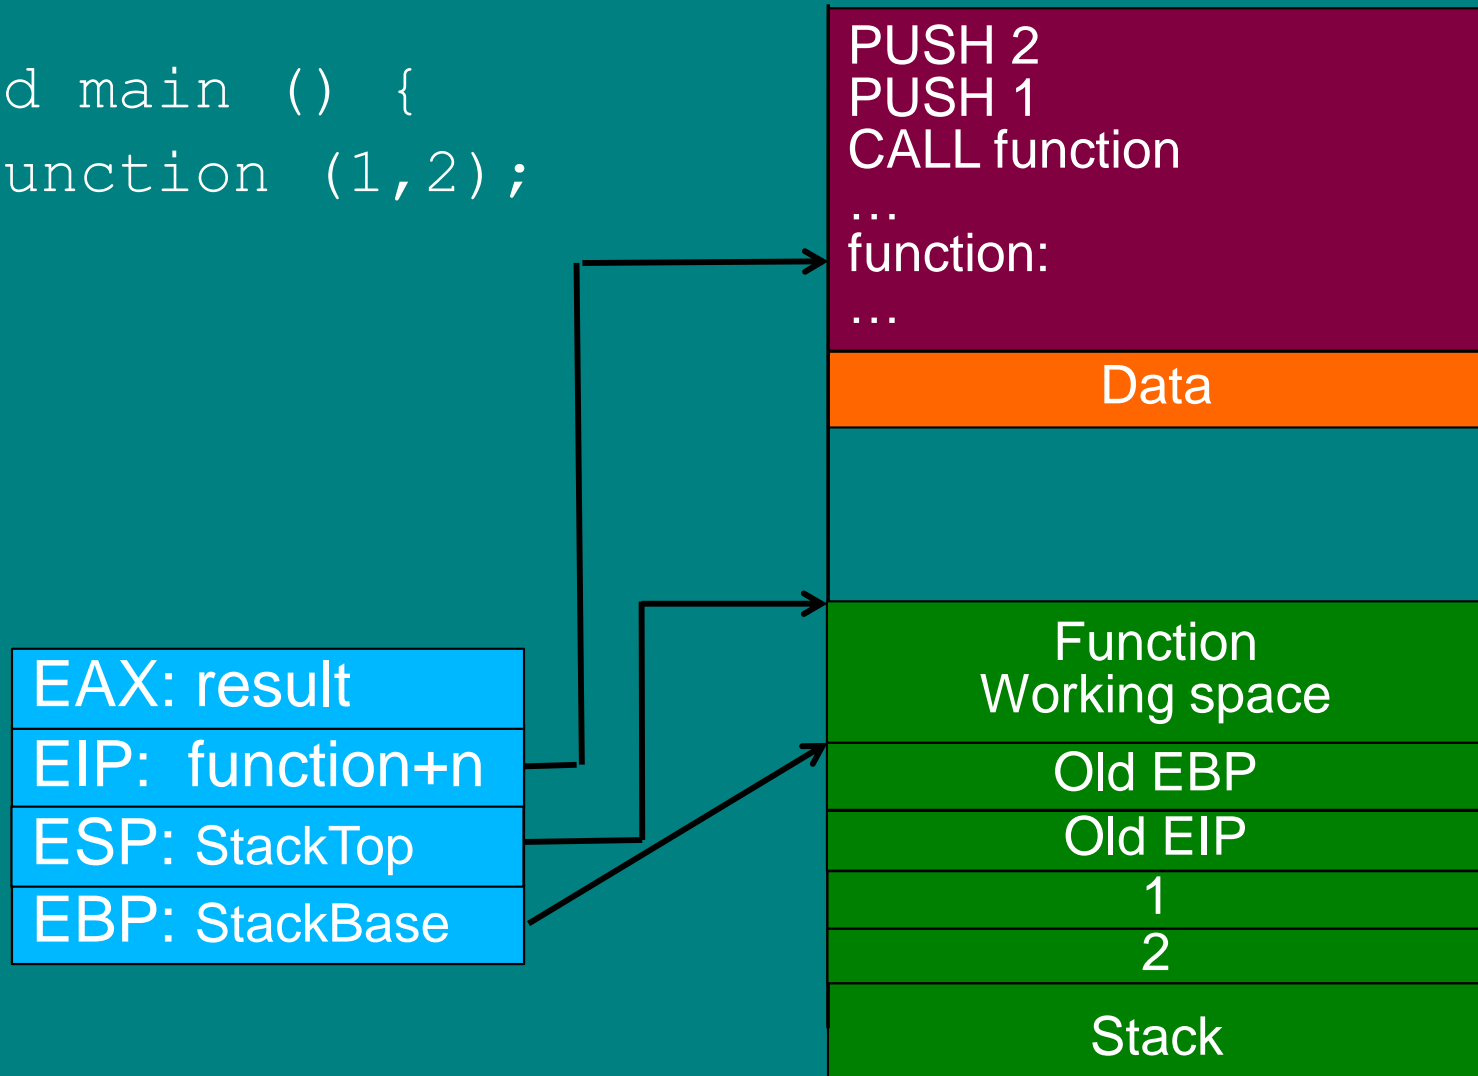 d main () {
unction (1,2);
PUSH 2
PUSH 1
CALL function
…
function:
…
Data
Function
Working space
Old EBP
Old EIP
1
2
Stack
EAX: result
EIP: function+n
ESP: StackTop
EBP: StackBase